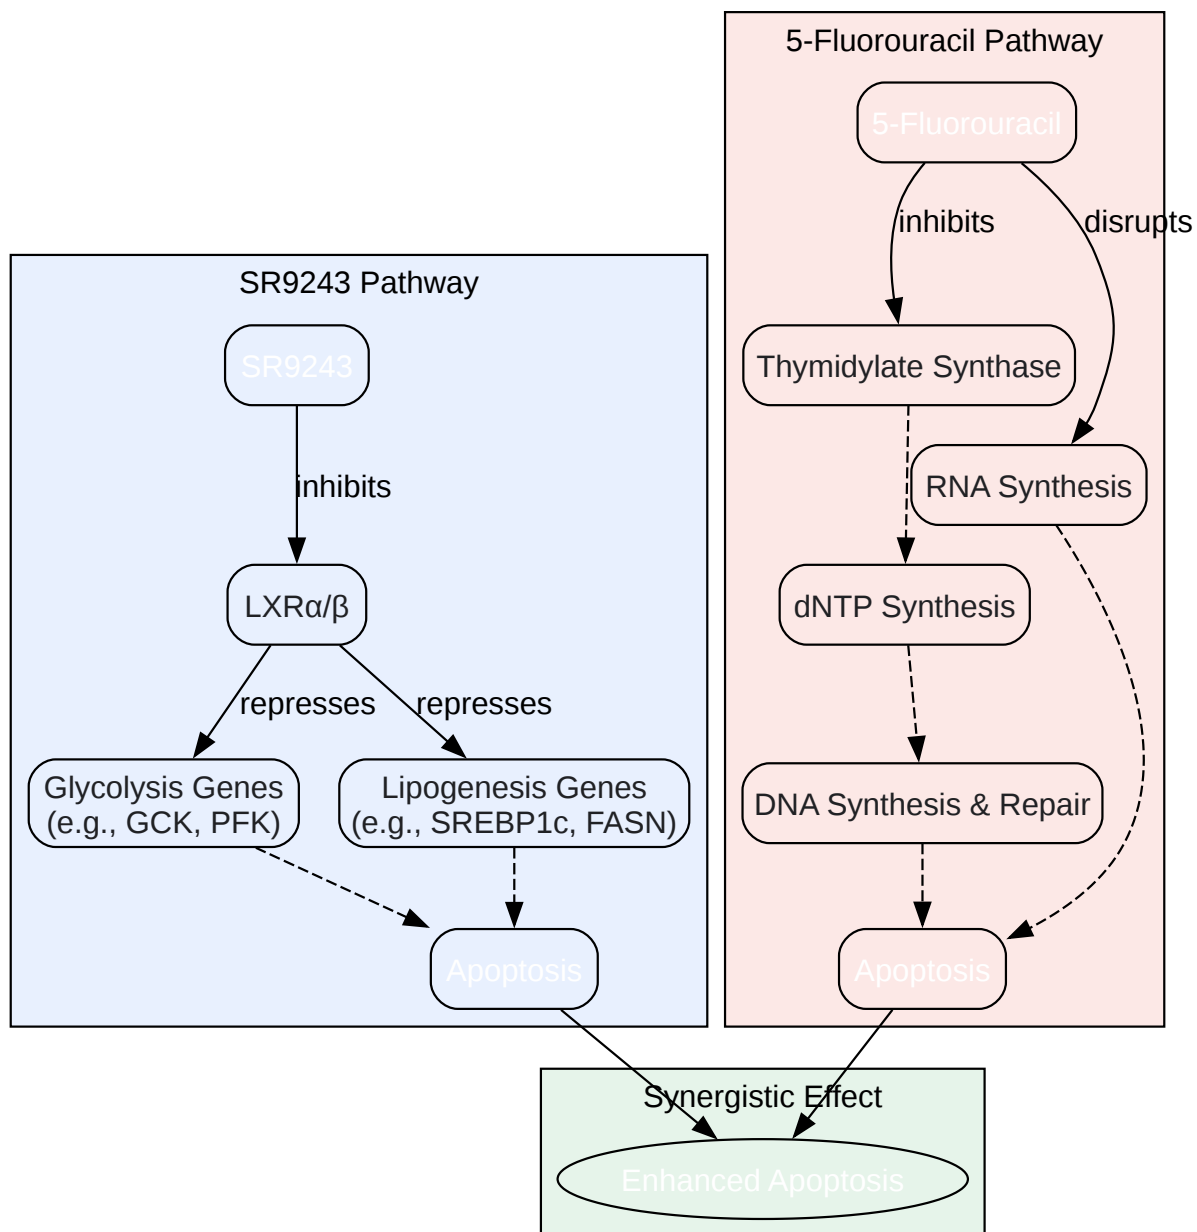 5-Fluorouracil Pathway
5-Fluorouracil
inhibits
disrupts
SR9243 Pathway
SR9243
Thymidylate Synthase
inhibits
RNA Synthesis
LXRα/β
dNTP Synthesis
represses
represses
Glycolysis Genes
(e.g., GCK, PFK)
Lipogenesis Genes
(e.g., SREBP1c, FASN)
DNA Synthesis & Repair
Apoptosis
Apoptosis
Synergistic Effect
Enhanced Apoptosis